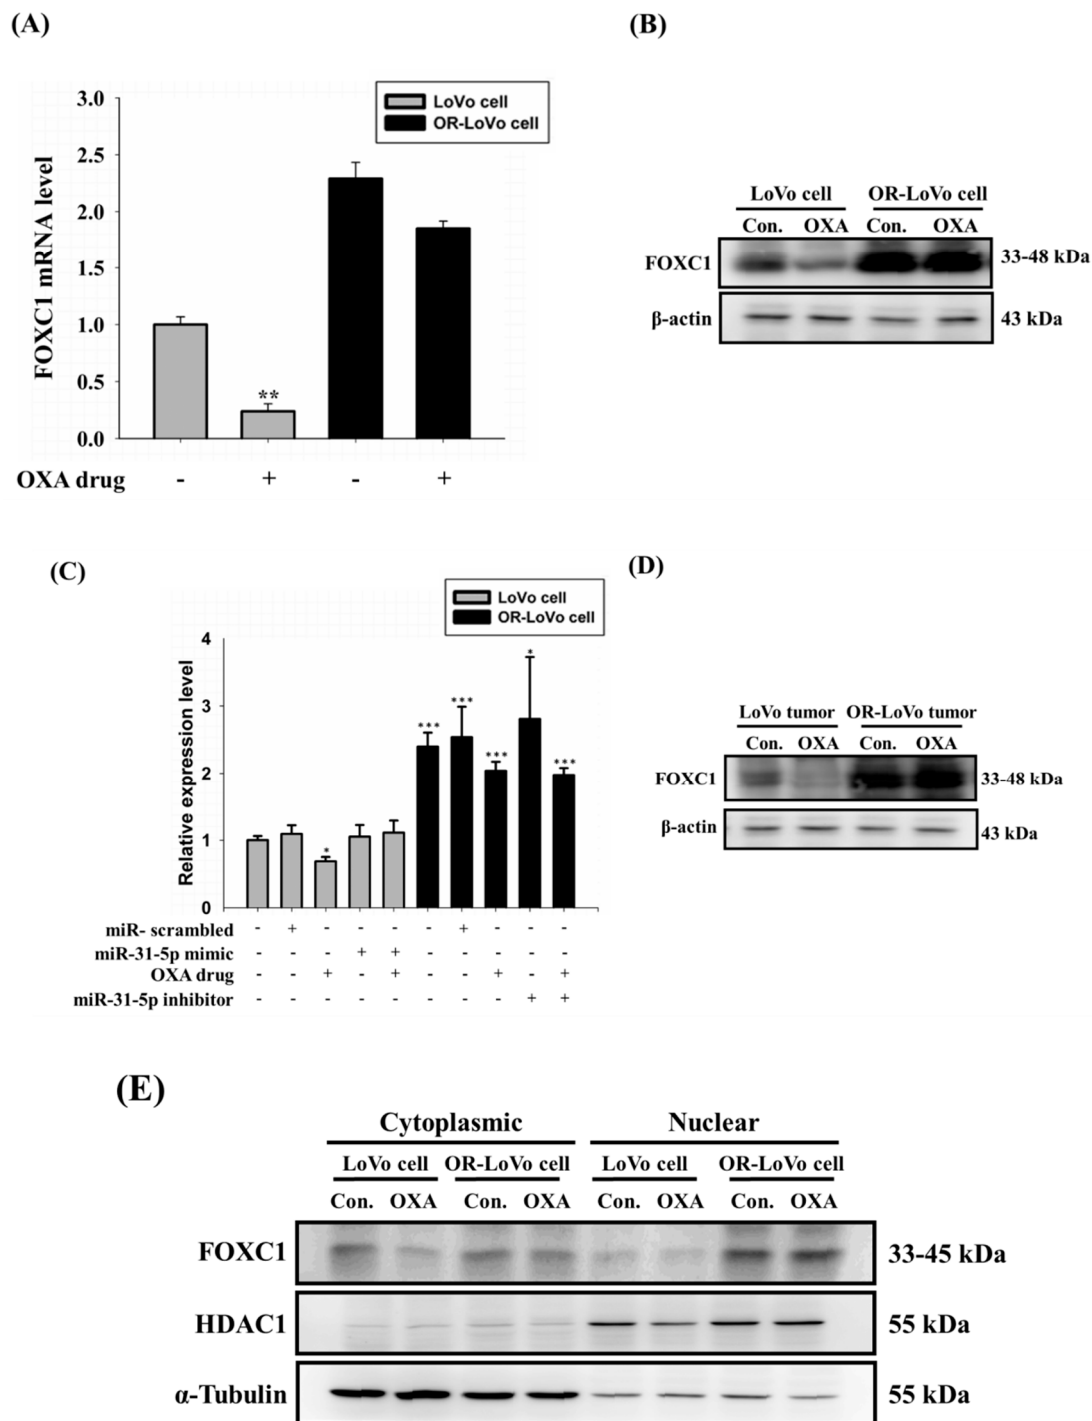 (A)
LoVo cell
OR-LoVo cell
FOXC1 mRNA level
3.0
2.5
2.0
1.5
1.0
0.5
0.0
**
OXA drug - + - +
(B)
LoVo cell OR-LoVo cell
Con. OXA Con. OXA
FOXC1 33-48 kDa
β-actin 43 kDa
(C)
LoVo cell
OR-LoVo cell
Relative expression level
4
3
2
1
0
* *** *** *** * ***
miR- scrambled - + - - - - + - - -
miR-31-5p mimic - - - + + - - - - -
OXA drug - - + - + - - + - +
miR-31-5p inhibitor - - - - - - - - + +
(D)
LoVo tumor OR-LoVo tumor
Con. OXA Con. OXA
FOXC1 33-48 kDa
β-actin 43 kDa
(E)
Cytoplasmic Nuclear
LoVo cell OR-LoVo cell LoVo cell OR-LoVo cell
Con. OXA Con. OXA Con. OXA Con. OXA
FOXC1 33-45 kDa
HDAC1 55 kDa
α-Tubulin 55 kDa